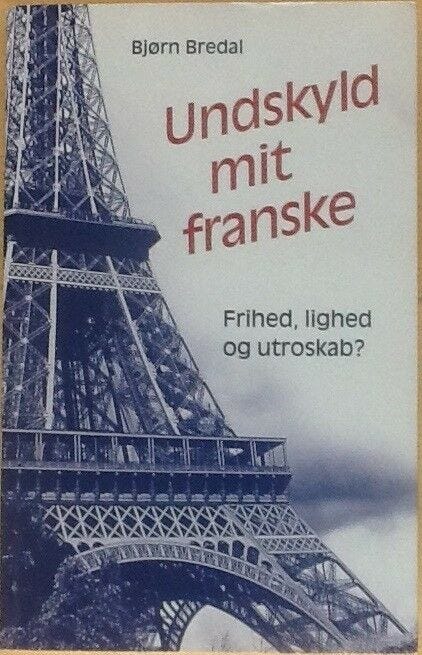 Bjørn Bredal
Undskyld
mit
franske
Frihed, lighed
og utroskab?